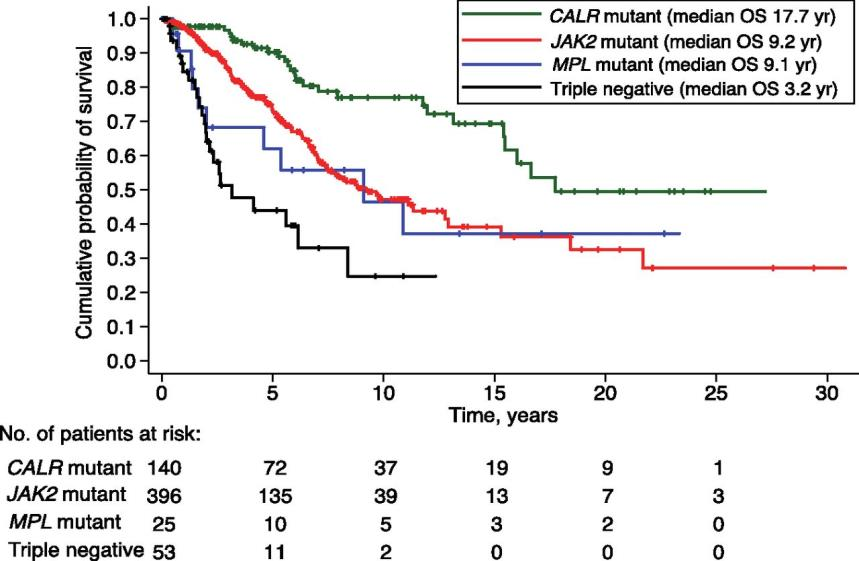 CALR mutant (median OS 17.7 yr)
JAK2 mutant (median OS 9.2 yr)
MPL mutant (median OS 9.1 yr)
Triple negative (median OS 3.2 yr)
Cumulative probability of survival
1.0
0.9
0.8
0.7
0.6
0.5
0.4
0.3
0.2
0.1
0.0
0 5 10 15 20 25 30
Time, years
No. of patients at risk:
CALR mutant 140 72 37 19 9 1
JAK2 mutant 396 135 39 13 7 3
MPL mutant 25 10 5 3 2 0
Triple negative 53 11 2 0 0 0